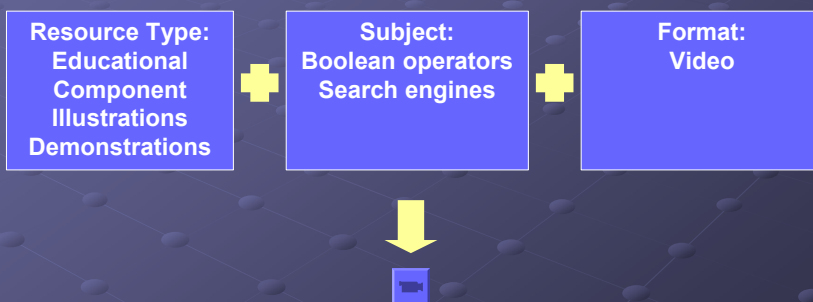 Resource Type:
Educational
Component
Illustrations
Demonstrations
Subject:
Boolean operators
Search engines
Format:
Video